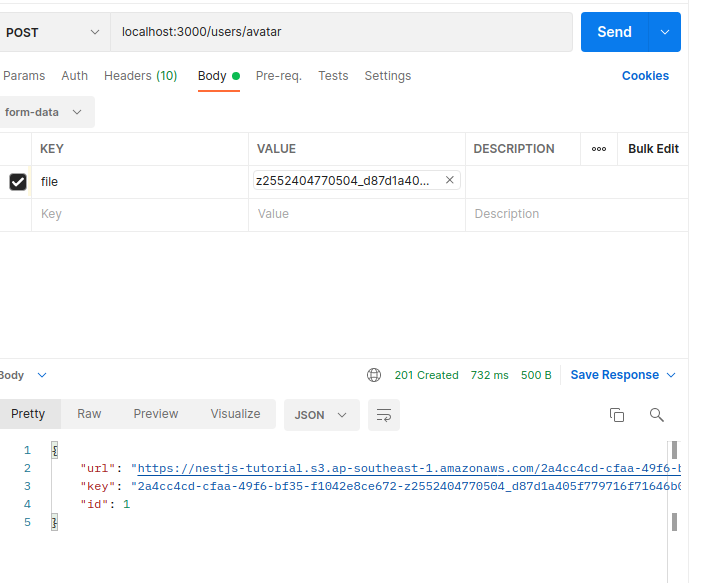 POST localhost:3000/users/avatar Send
Params Auth Headers (10) Body Pre-req. Tests Settings Cookies
form-data
KEY VALUE DESCRIPTION ooo Bulk Edit
file z2552404770504_d87d1a40...
Key Value Description
Body 201 Created 732 ms 500 B Save Response
Pretty Raw Preview Visualize JSON
1 {
2 "url": "https://nestjs-tutorial.s3.ap-southeast-1.amazonaws.com/2a4cc4cd-cfaa-49f6-b
3 "key": "2a4cc4cd-cfaa-49f6-bf35-f1042e8ce672-z2552404770504_d87d1a405f779716f71646b0
4 "id": 1
5 }